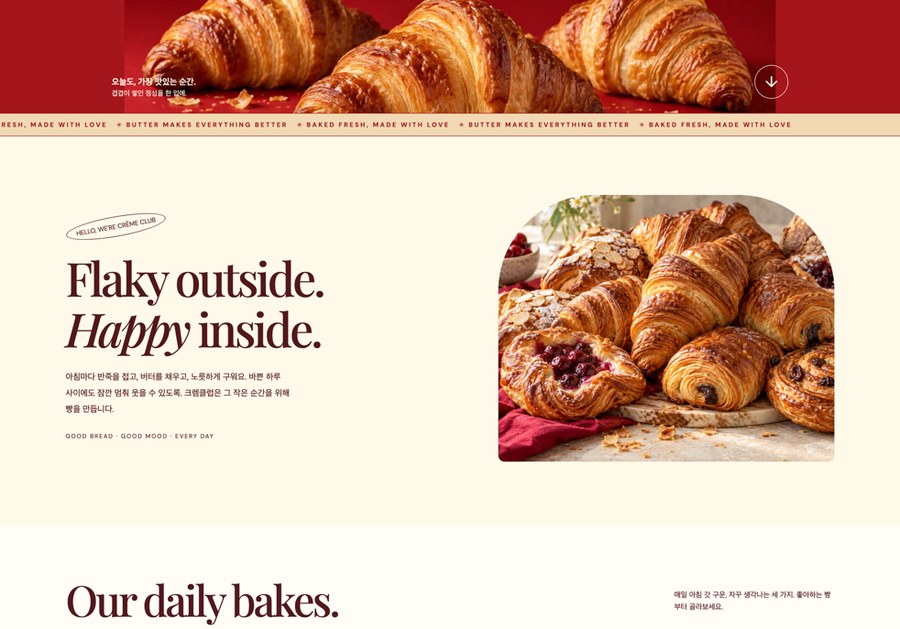 오늘도, 가장 맛있는 순간.
겹겹이 쌓인 정성을 한 입에.
RESH, MADE WITH LOVE * BUTTER MAKES EVERYTHING BETTER * BAKED FRESH, MADE WITH LOVE * BUTTER MAKES EVERYTHING BETTER * BAKED FRESH, MADE WITH LOVE
HELLO, WE'RE CRÈME CLUB
Flaky outside.
Happy inside.
아침마다 반죽을 접고, 버터를 채우고, 노릇하게 구워요. 바쁜 하루
사이에도 잠깐 멈춰 웃을 수 있도록. 크렘클럽은 그 작은 순간을 위해
빵을 만듭니다.
GOOD BREAD · GOOD MOOD · EVERY DAY
Our daily bakes.
매일 아침 갓 구운, 자꾸 생각나는 세 가지. 좋아하는 빵
부터 골라보세요.